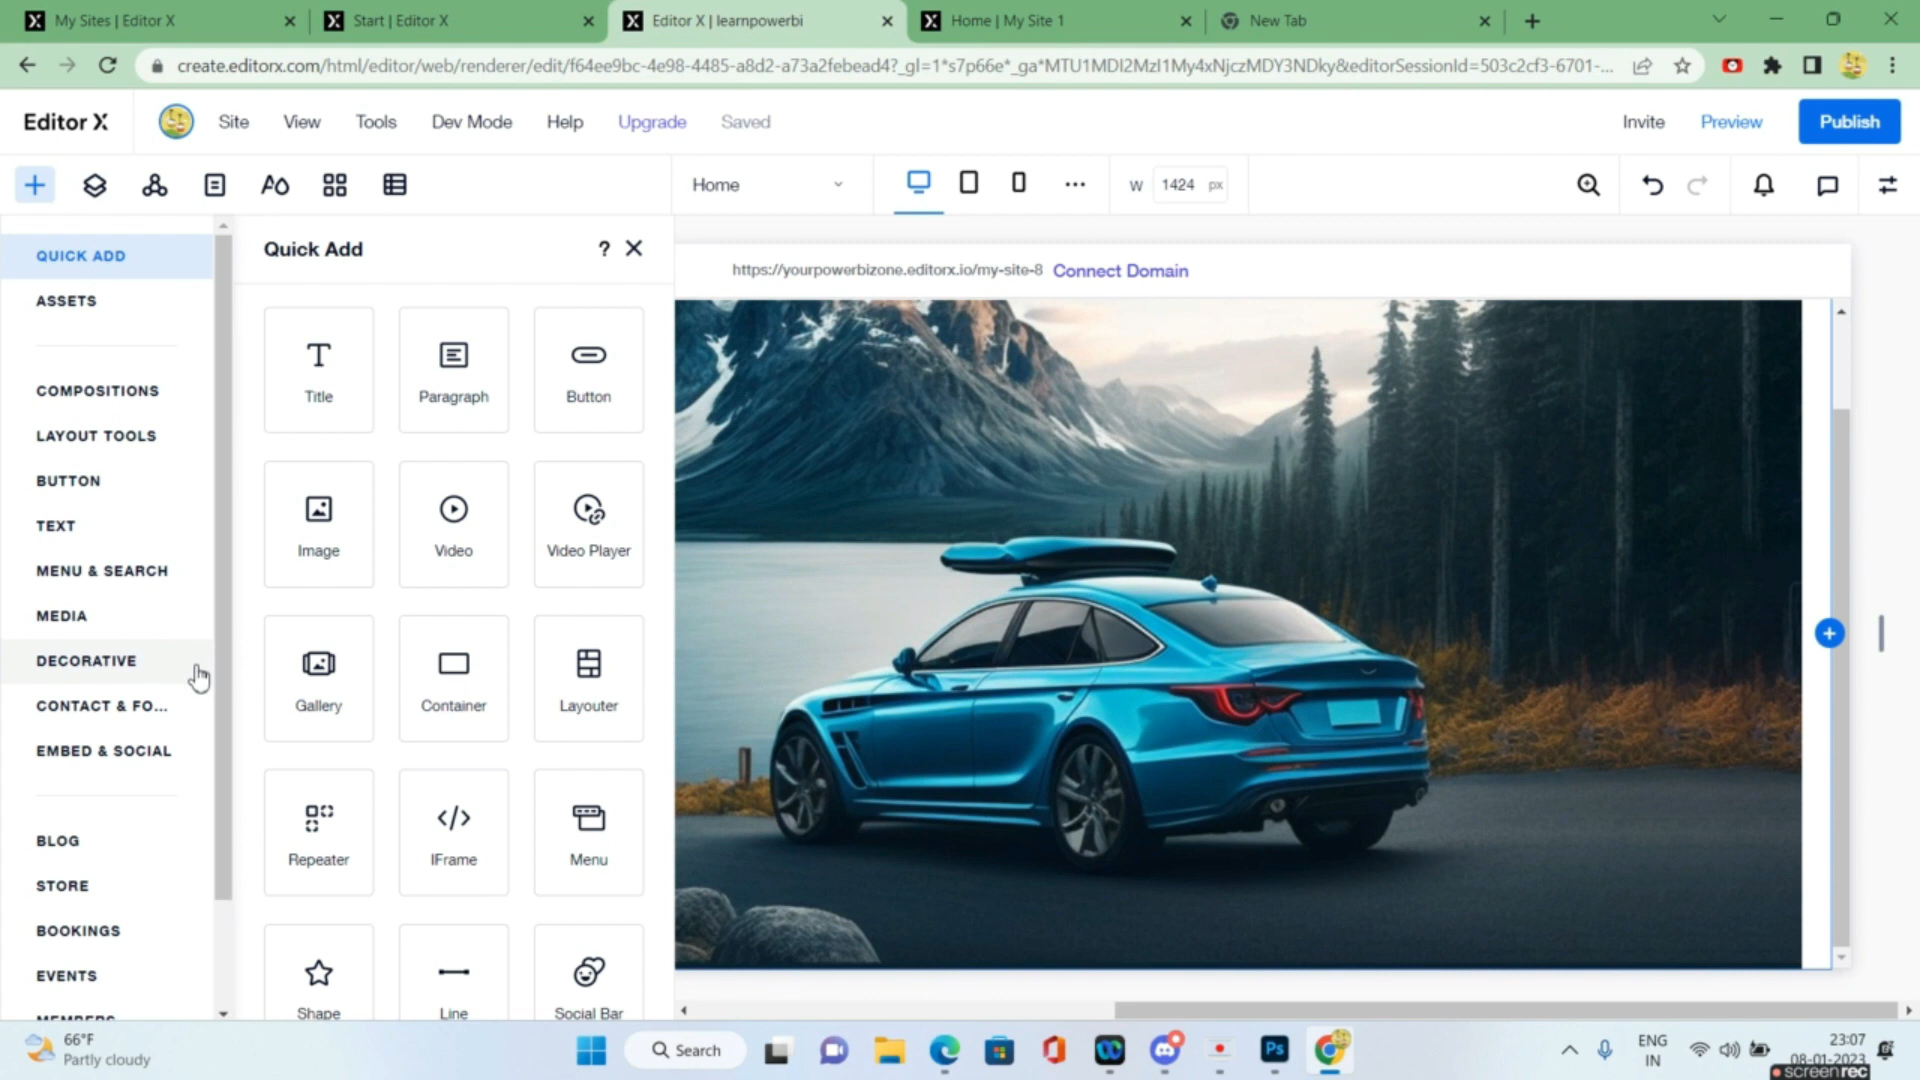 My Sites | Editor X
Start | Editor X
Editor X | learnpowerbi
Home | My Site 1
New Tab
create.editorx.com/html/editor/web/renderer/edit/f64ee9bc-4e98-4485-a8d2-a73a2febead4?_gl=1*s7p66e*_ga*MTU1MDI2MzI1My4xNjczMDY3NDky&editorSessionId=503c2cf3-6701-...
Editor X
Site
View
Tools
Dev Mode
Help
Upgrade
Saved
Invite
Preview
Publish
Home
W 1424 px
QUICK ADD
ASSETS
COMPOSITIONS
LAYOUT TOOLS
BUTTON
TEXT
MENU & SEARCH
MEDIA
DECORATIVE
CONTACT & FO...
EMBED & SOCIAL
BLOG
STORE
BOOKINGS
EVENTS
MEMBERS
Quick Add
?
Title
Paragraph
Button
Image
Video
Video Player
Gallery
Container
Layouter
Repeater
IFrame
Menu
Shape
Line
Social Bar
https://yourpowerbizone.editorx.io/my-site-8 Connect Domain
66°F
Partly cloudy
Search
Ps
ENG
IN
23:07
08-01-2023
screenrec